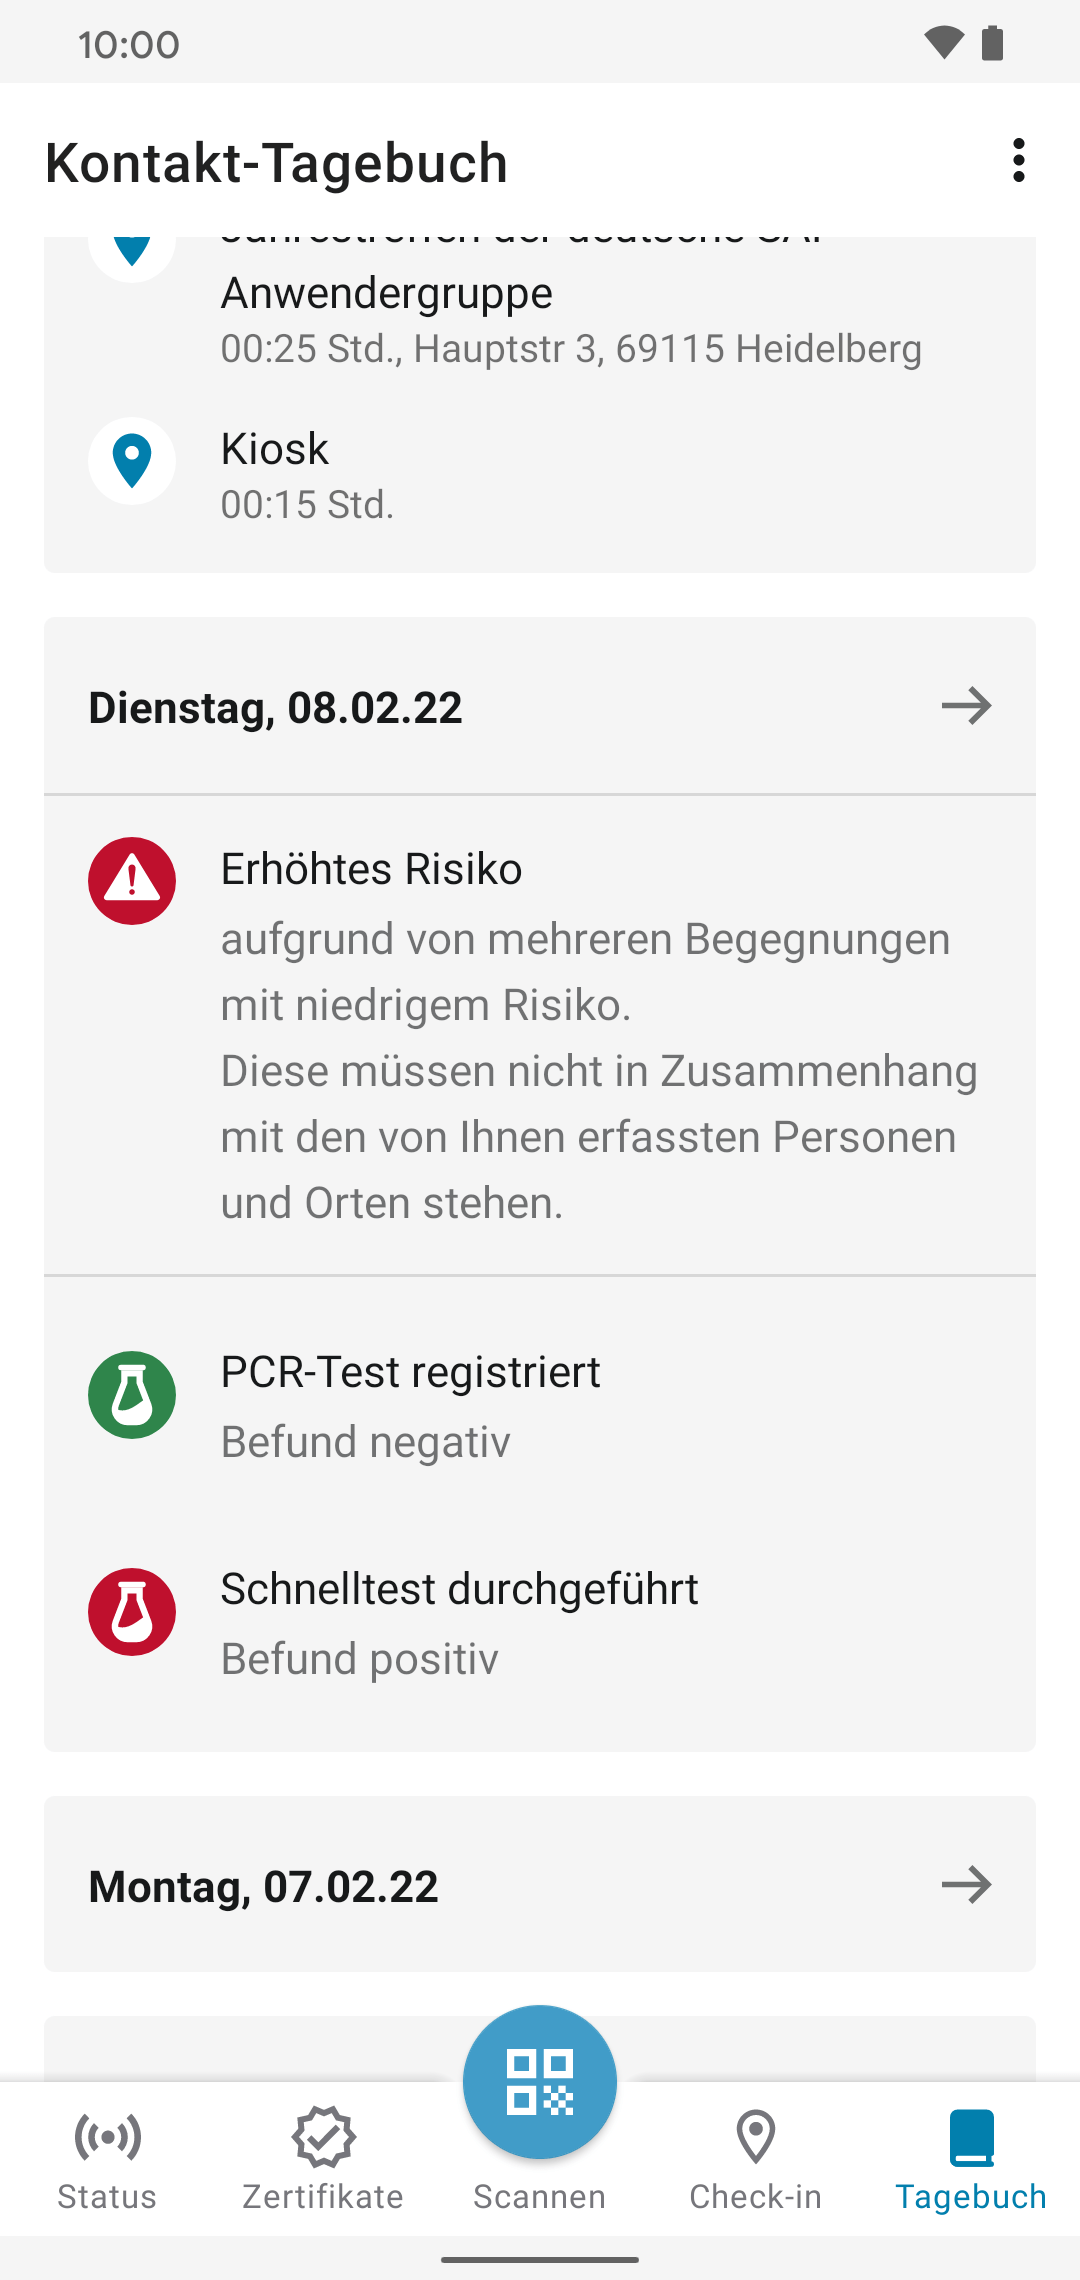 10:00
Kontakt-Tagebuch
Anwendergruppe
00:25 Std., Hauptstr 3, 69115 Heidelberg
Kiosk
00:15 Std.
Dienstag, 08.02.22
Erhöhtes Risiko
aufgrund von mehreren Begegnungen
mit niedrigem Risiko.
Diese müssen nicht in Zusammenhang
mit den von Ihnen erfassten Personen
und Orten stehen.
PCR-Test registriert
Befund negativ
Schnelltest durchgeführt
Befund positiv
Montag, 07.02.22
Status
Zertifikate
Scannen
Check-in
Tagebuch